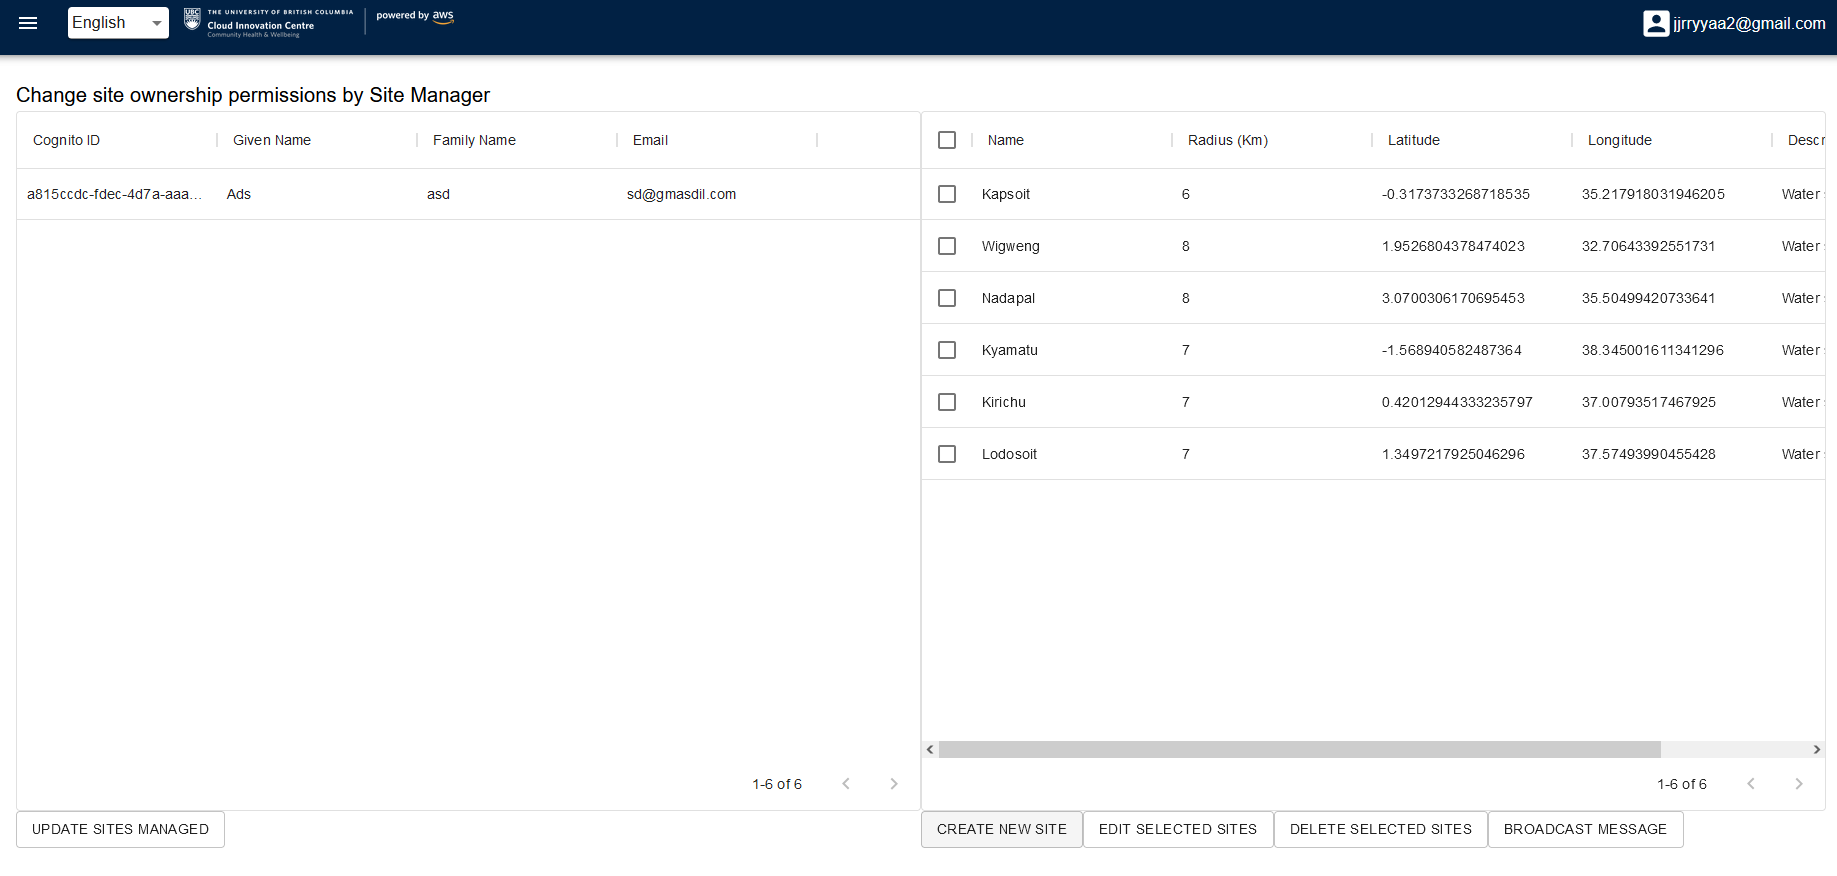 English
UBC
THE UNIVERSITY OF BRITISH COLUMBIA
Cloud Innovation Centre
Community Health & Wellbeing
powered by aws
jjrryyaa2@gmail.com
Change site ownership permissions by Site Manager
Cognito ID Given Name Family Name Email
a815ccdc-fdec-4d7a-aaa... Ads asd sd@gmasdil.com
1-6 of 6
UPDATE SITES MANAGED
Name Radius (Km) Latitude Longitude Descr
Kapsoit 6 -0.3173733268718535 35.217918031946205 Water
Wigweng 8 1.9526804378474023 32.70643392551731 Water
Nadapal 8 3.0700306170695453 35.50499420733641 Water
Kyamatu 7 -1.568940582487364 38.345001611341296 Water
Kirichu 7 0.42012944333235797 37.00793517467925 Water
Lodosoit 7 1.3497217925046296 37.57493990455428 Water
1-6 of 6
CREATE NEW SITE EDIT SELECTED SITES DELETE SELECTED SITES BROADCAST MESSAGE